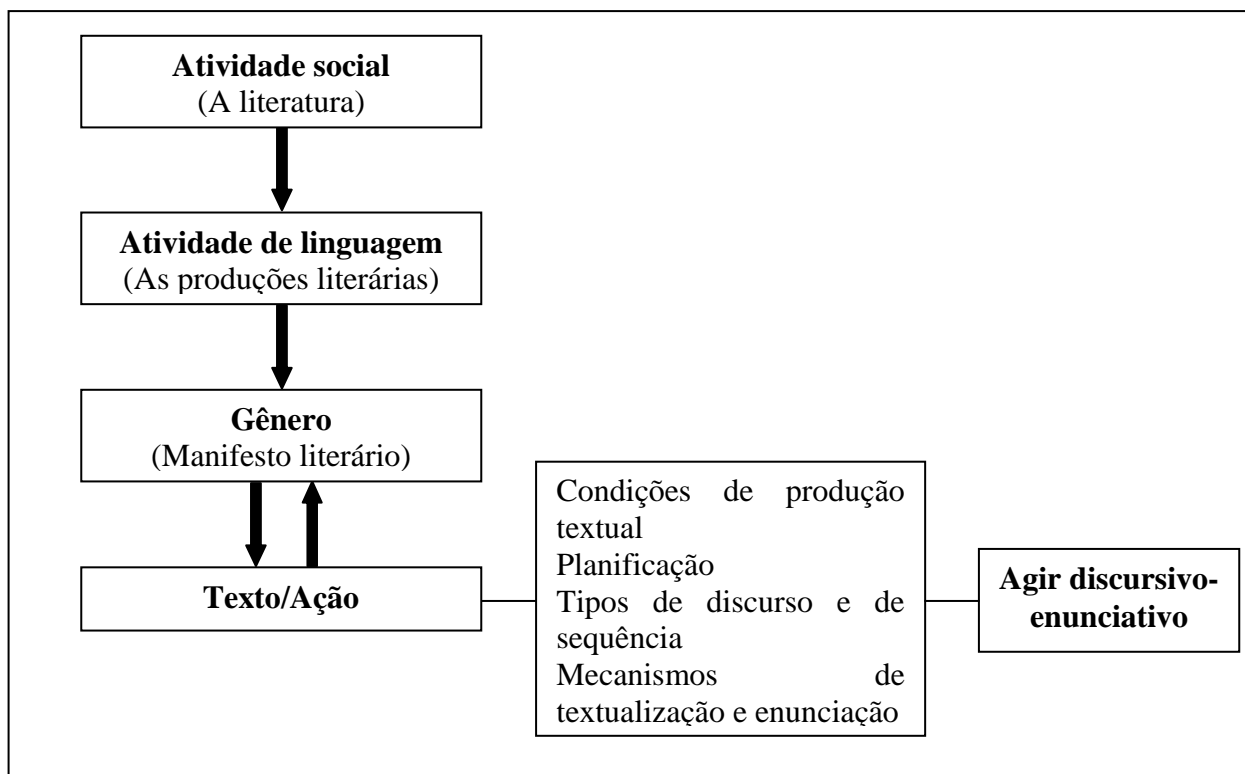 Atividade social
(A literatura)
Atividade de linguagem
(As produções literárias)
Gênero
(Manifesto literário)
Texto/Ação
Condições de produção
textual
Planificação
Tipos de discurso e de
sequência
Mecanismos de
textualização e enunciação
Agir discursivo-
enunciativo